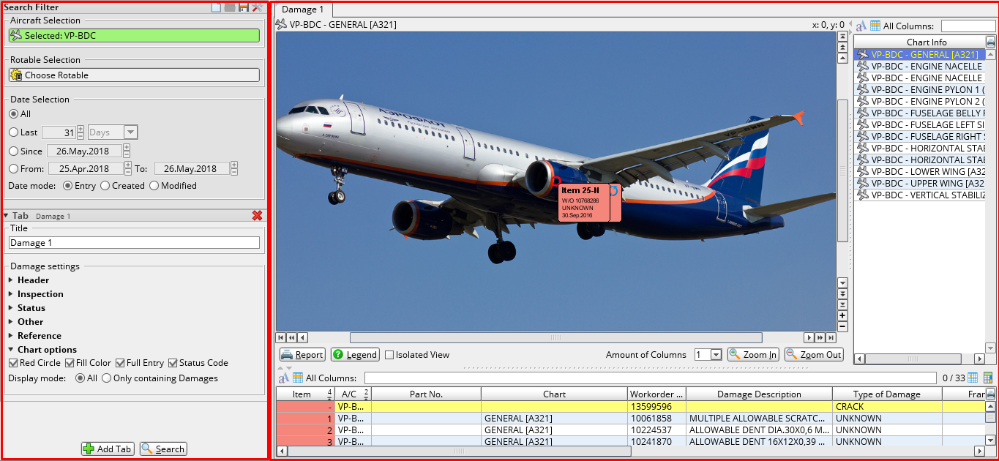 Search Filter
Aircraft Selection
Selected: VP-BDC
Rotable Selection
Choose Rotable
Date Selection
All
Last 31 Days
Since 26.May.2018
From: 25.Apr.2018 To: 26.May.2018
Date mode: Entry Created Modified
Tab Damage 1
Title
Damage 1
Damage settings
Header
Inspection
Status
Other
Reference
Chart options
Red Circle Fill Color Full Entry Status Code
Display mode: All Only containing Damages
Add Tab Search
Damage 1
VP-BDC - GENERAL [A321] x: 0, y: 0
АЭРОФЛОТ
VP-BWN
Item 25-N
W/O 10768286
UNKNOWN
30.Sep.2016
Report Legend Isolated View Amount of Columns 1 Zoom In Zoom Out
All Columns:
Chart Info
VP-BDC - GENERAL [A321]
VP-BDC - ENGINE NACELLE
VP-BDC - ENGINE NACELLE
VP-BDC - ENGINE PYLON 1 (
VP-BDC - ENGINE PYLON 2 (
VP-BDC - FUSELAGE BELLY
VP-BDC - FUSELAGE LEFT SI
VP-BDC - FUSELAGE RIGHT
VP-BDC - HORIZONTAL STAB
VP-BDC - HORIZONTAL STAB
VP-BDC - LOWER WING [A32
VP-BDC - UPPER WING [A32
VP-BDC - VERTICAL STABILIZ
All Columns: 0 / 33
Item 4 A/C 2 Part No. Chart Workorder ... Damage Description Type of Damage Frar
- VP-B... 13599596 CRACK
1 VP-B... GENERAL [A321] 10061858 MULTIPLE ALLOWABLE SCRATC... UNKNOWN
2 VP-B... GENERAL [A321] 10224537 ALLOWABLE DENT DIA.30X0,6 M... UNKNOWN
3 VP-B... GENERAL [A321] 10241870 ALLOWABLE DENT 16X12X0,39 ... UNKNOWN